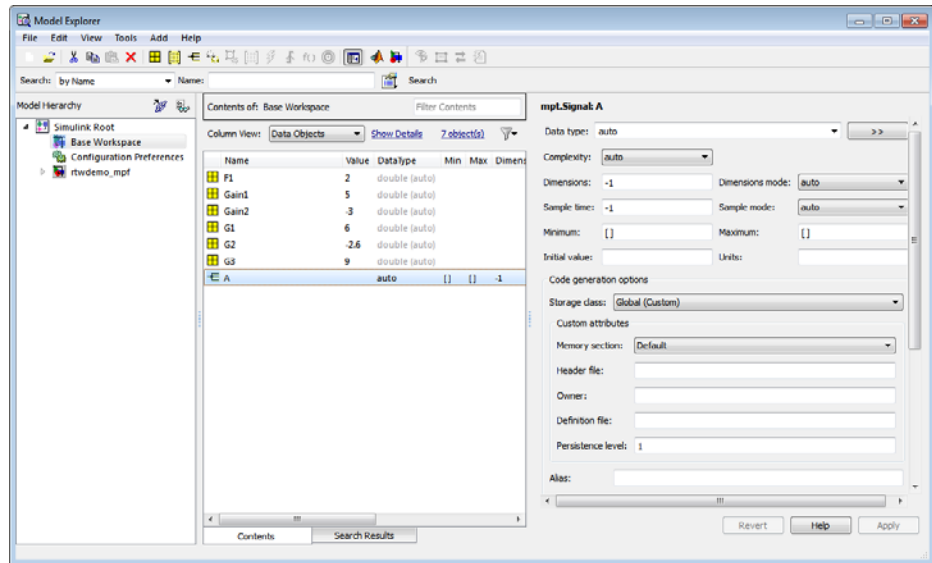 Model Explorer
File Edit View Tools Add Help
Search: by Name Name: Search
Model Hierarchy
Simulink Root
Base Workspace
Configuration Preferences
rtwdemo_mpf
Contents of: Base Workspace Filter Contents
Column View: Data Objects Show Details 7 object(s)
Name Value DataType Min Max Dimens
F1 2 double (auto)
Gain1 5 double (auto)
Gain2 -3 double (auto)
G1 6 double (auto)
G2 -2.6 double (auto)
G3 9 double (auto)
A auto [] [] -1
Contents Search Results
mpt.Signal: A
Data type: auto >>
Complexity: auto
Dimensions: -1 Dimensions mode: auto
Sample time: -1 Sample mode: auto
Minimum: [] Maximum: []
Initial value: Units:
Code generation options
Storage class: Global (Custom)
Custom attributes
Memory section: Default
Header file:
Owner:
Definition file:
Persistence level: 1
Alias:
Revert Help Apply